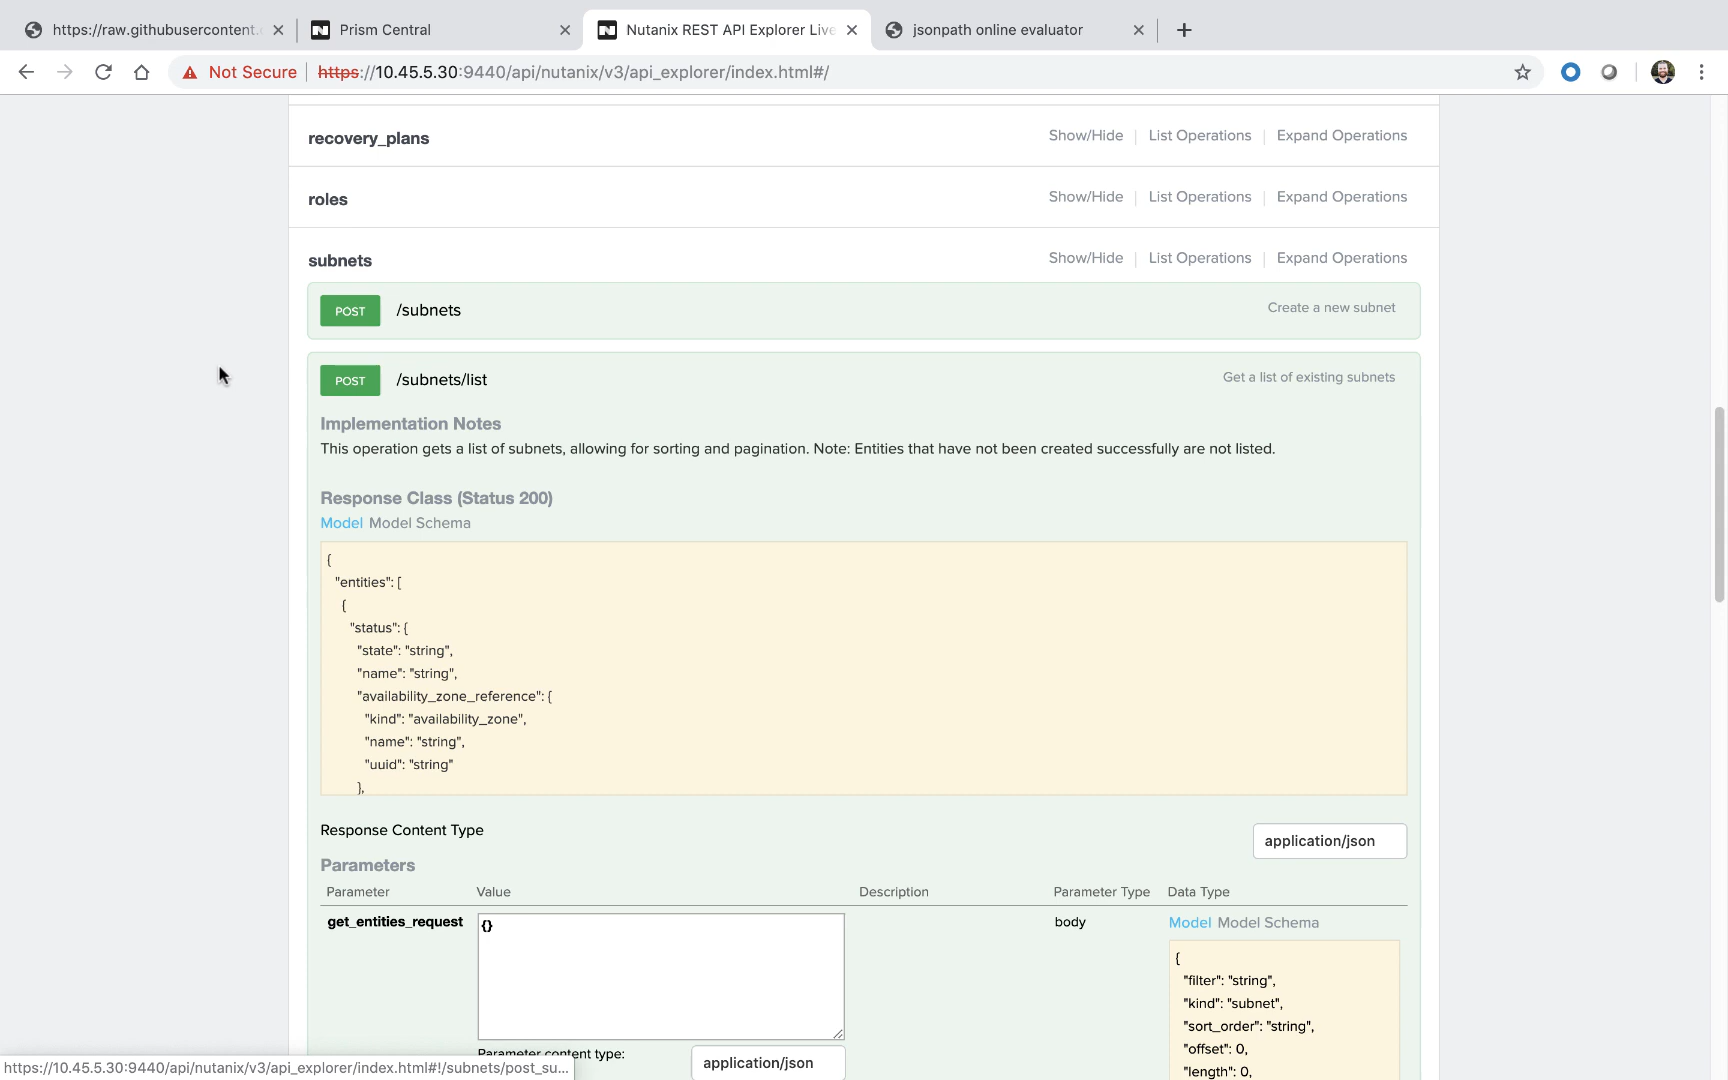 https://raw.githubusercontent.
Prism Central
Nutanix REST API Explorer Live
jsonpath online evaluator
Not Secure
https://10.45.5.30:9440/api/nutanix/v3/api_explorer/index.html#/
recovery_plans
Show/Hide
List Operations
Expand Operations
roles
Show/Hide
List Operations
Expand Operations
subnets
Show/Hide
List Operations
Expand Operations
POST
/subnets
Create a new subnet
POST
/subnets/list
Get a list of existing subnets
Implementation Notes
This operation gets a list of subnets, allowing for sorting and pagination. Note: Entities that have not been created successfully are not listed.
Response Class (Status 200)
Model Model Schema
{
"entities": [
{
"status": {
"state": "string",
"name": "string",
"availability_zone_reference": {
"kind": "availability_zone",
"name": "string",
"uuid": "string"
},
Response Content Type
application/json
Parameters
Parameter
Value
Description
Parameter Type
Data Type
get_entities_request
{}
body
Model Model Schema
{
"filter": "string",
"kind": "subnet",
"sort_order": "string",
"offset": 0,
"length": 0,
Parameter content type:
application/json
https://10.45.5.30:9440/api/nutanix/v3/api_explorer/index.html#!/subnets/post_su...